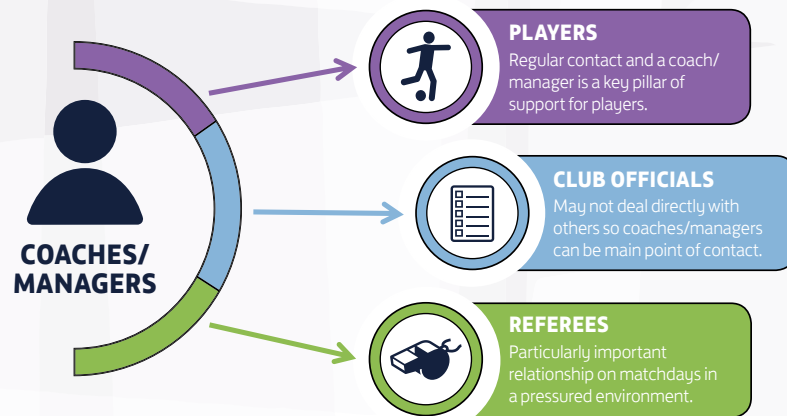 COACHES/
MANAGERS
PLAYERS
Regular contact and a coach/
manager is a key pillar of
support for players.
CLUB OFFICIALS
May not deal directly with
others so coaches/managers
can be main point of contact.
REFEREES
Particularly important
relationship on matchdays in
a pressured environment.